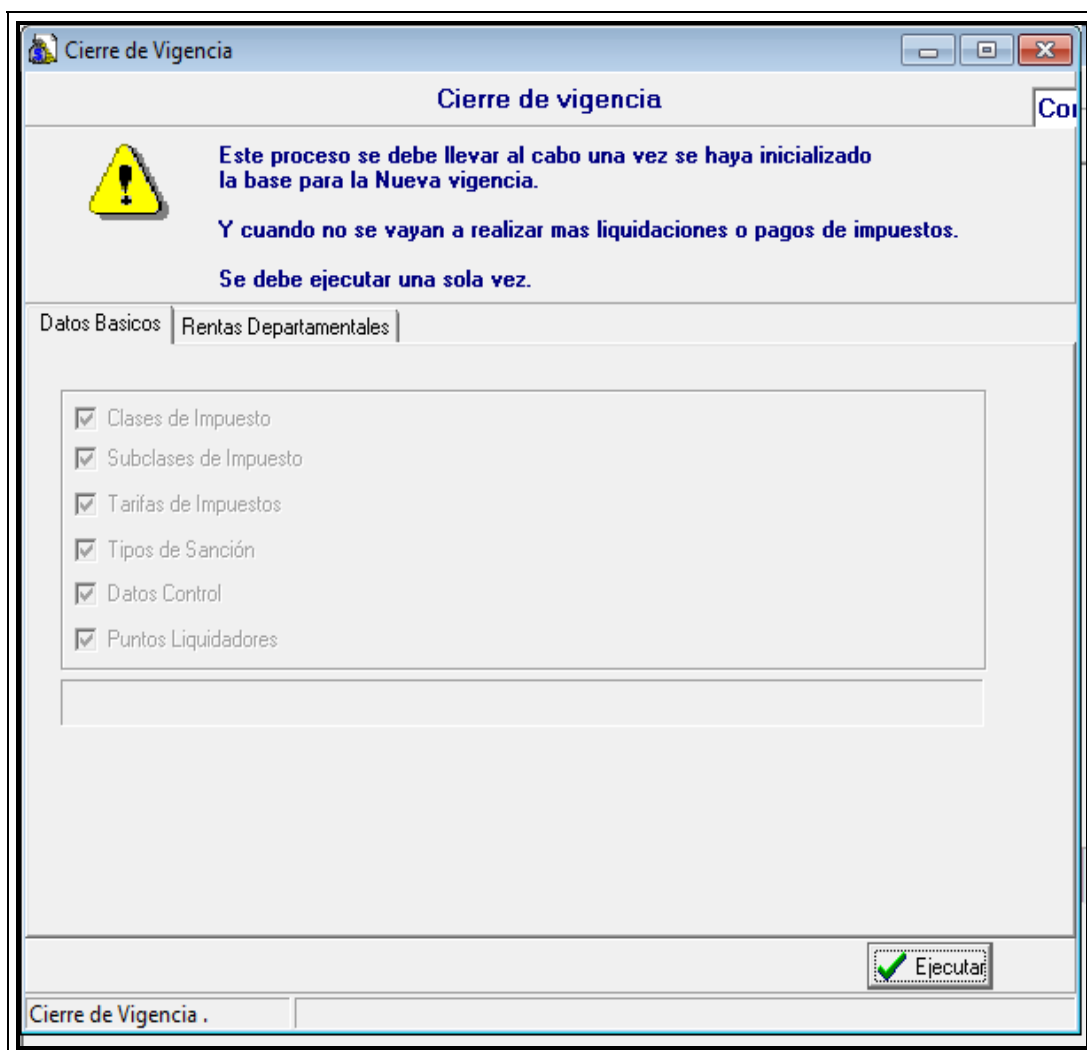 Cierre de Vigencia
Cierre de vigencia
Este proceso se debe llevar al cabo una vez se haya inicializado
la base para la Nueva vigencia.
Y cuando no se vayan a realizar mas liquidaciones o pagos de impuestos.
Se debe ejecutar una sola vez.
Datos Basicos
Rentas Departamentales
Clases de Impuesto
Subclases de Impuesto
Tarifas de Impuestos
Tipos de Sanción
Datos Control
Puntos Liquidadores
Ejecutar
Cierre de Vigencia .